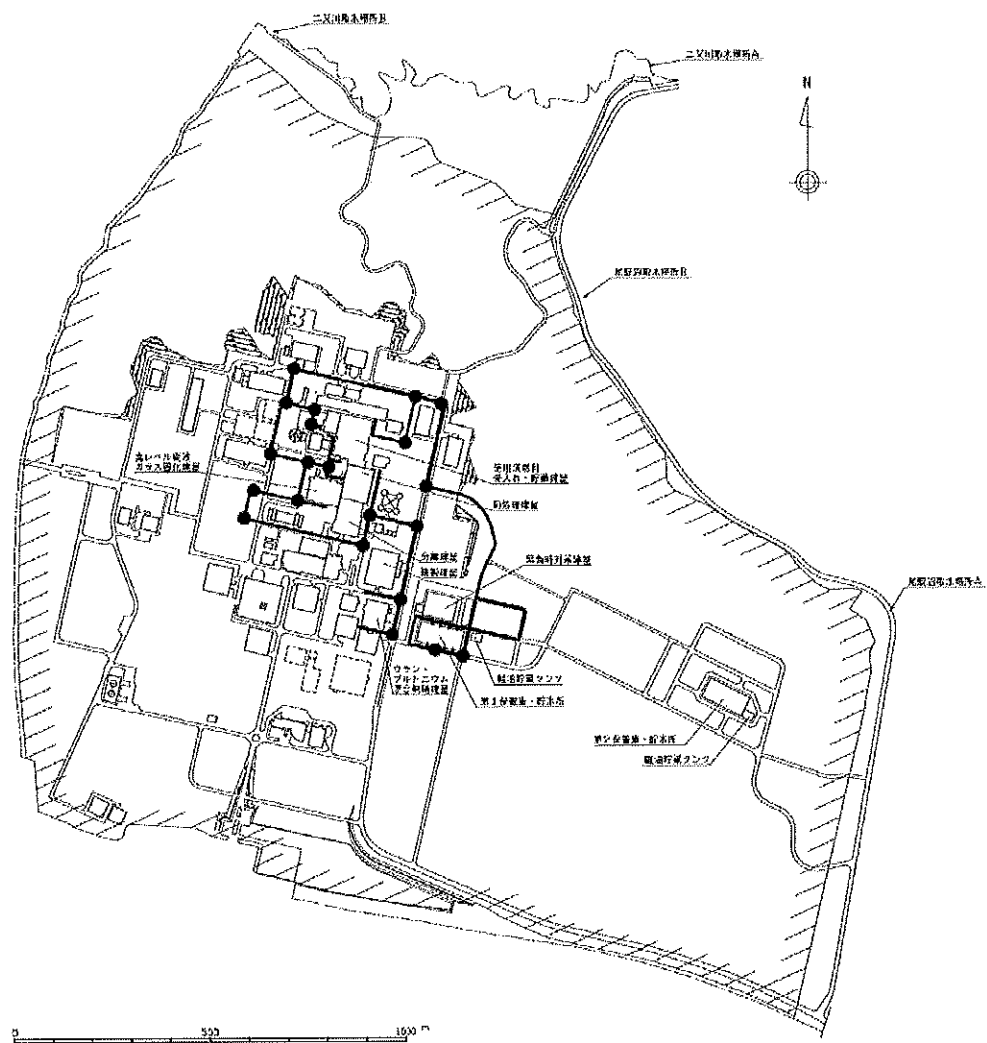 二又川取水場所B
二又川取水場所A
N
尾駮沼取水場所B
高レベル廃液
ガラス固化建屋
使用済燃料
受入れ・貯蔵建屋
前処理建屋
分離建屋
精製建屋
緊急時対策建屋
尾駮沼取水場所A
ウラン・
プルトニウム
混合脱硝建屋
軽油貯蔵タンク
第1保管庫・貯水所
第2保管庫・貯水所
軽油貯蔵タンク
0 500 1000 m